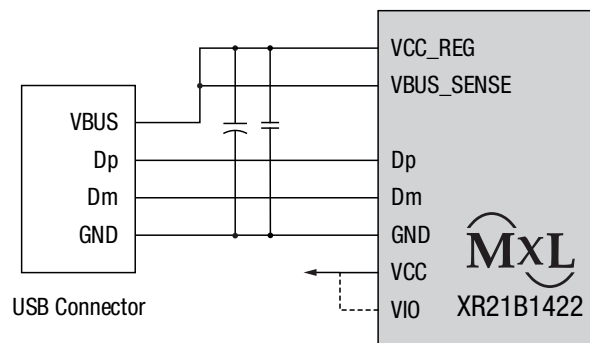 VCC_REG
VBUS_SENSE
VBUS
Dp
Dm
GND
USB Connector
Dp
Dm
GND
VCC
VIO
MxL
XR21B1422